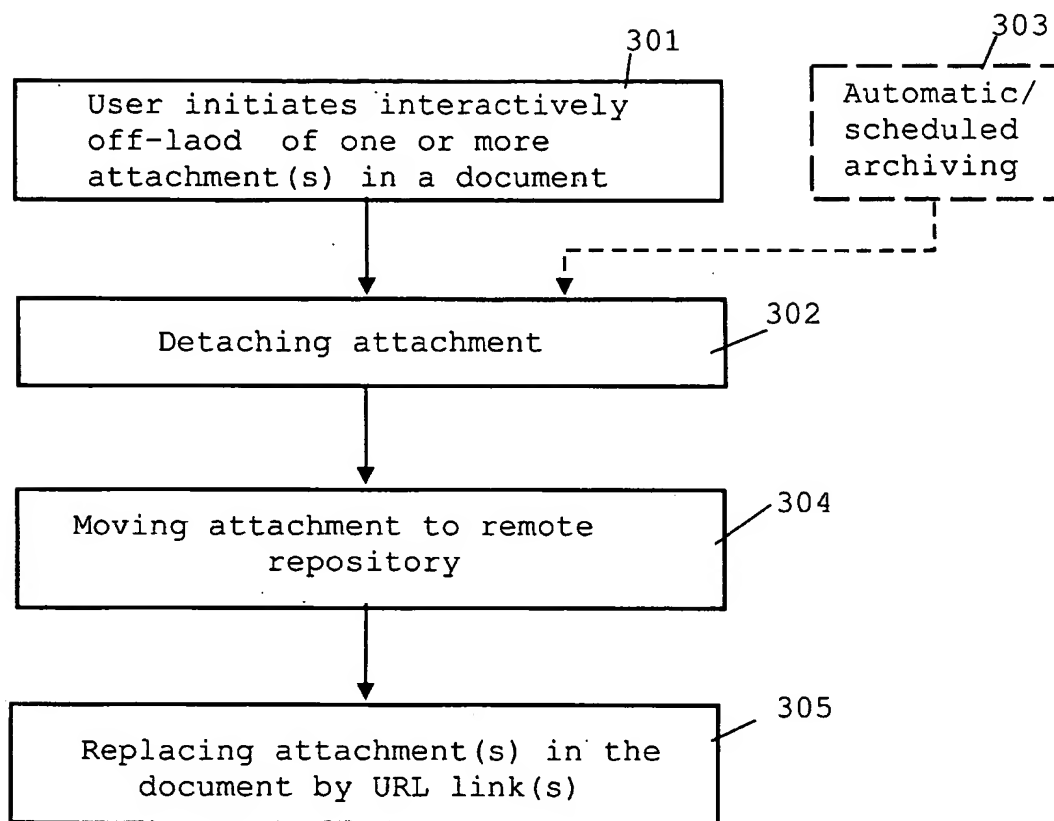 301
User initiates interactively
off-laod of one or more
attachment(s) in a document
303
Automatic/
scheduled
archiving
302
Detaching attachment
304
Moving attachment to remote
repository
305
Replacing attachment(s) in the
document by URL link(s)